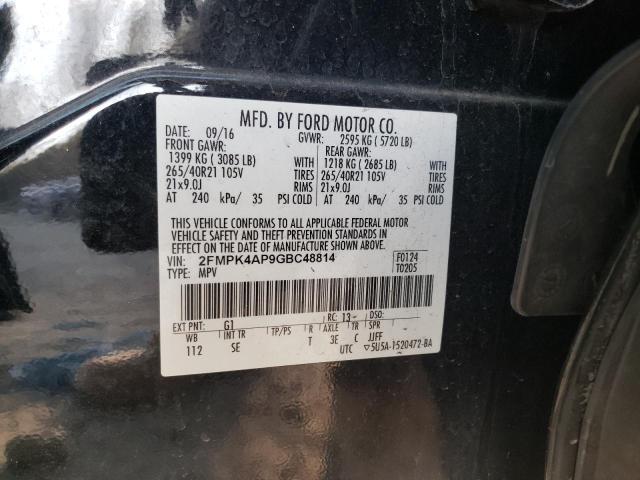 MFD. BY FORD MOTOR CO.
DATE: 09/16 GVWR: 2595 KG ( 5720 LB)
FRONT GAWR: REAR GAWR:
1399 KG ( 3085 LB) WITH 1218 KG ( 2685 LB) WITH
265/40R21 105V TIRES 265/40R21 105V TIRES
21x9.0J RIMS 21x9.0J RIMS
AT 240 kPa/ 35 PSI COLD AT 240 kPa/ 35 PSI COLD
THIS VEHICLE CONFORMS TO ALL APPLICABLE FEDERAL MOTOR
VEHICLE SAFETY AND THEFT PREVENTION STANDARDS IN
EFFECT ON THE DATE OF MANUFACTURE SHOWN ABOVE.
VIN: 2FMPK4AP9GBC48814 F0124
TYPE: MPV T0205
EXT PNT: G1 RC: 13 DSO:
WB INT TR TP/PS R AXLE TR SPR
112 SE T 3E C JJFF
UTC ▽5U5A-1520472-BA